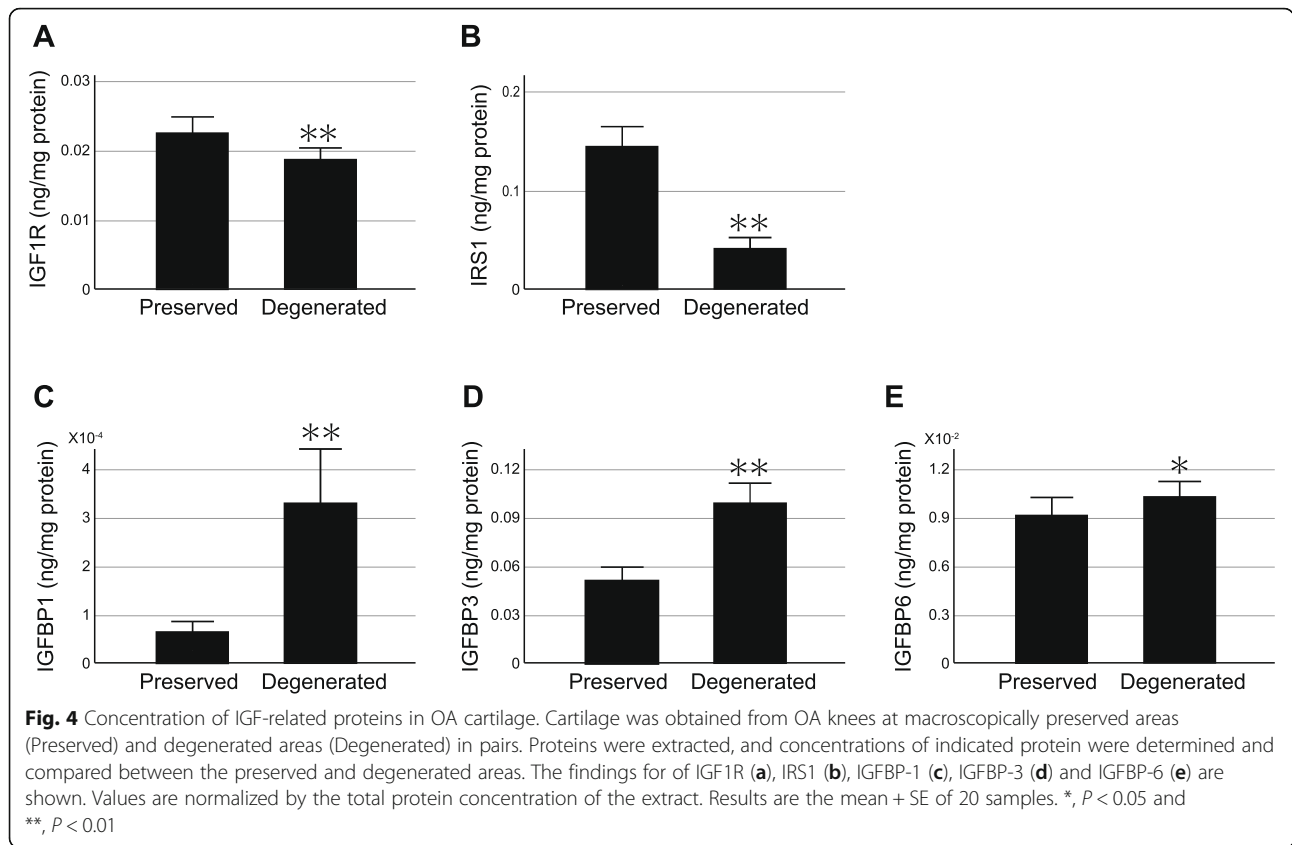 A
IGF1R (ng/mg protein)
0.03
0.02
0.01
0
**
Preserved Degenerated
B
IRS1 (ng/mg protein)
0.2
0.1
0
**
Preserved Degenerated
C
IGFBP1 (ng/mg protein)
X10-4
4
3
2
1
0
**
Preserved Degenerated
D
IGFBP3 (ng/mg protein)
0.12
0.09
0.06
0.03
0
**
Preserved Degenerated
E
IGFBP6 (ng/mg protein)
X10-2
1.2
0.9
0.6
0.3
0
*
Preserved Degenerated
Fig. 4 Concentration of IGF-related proteins in OA cartilage. Cartilage was obtained from OA knees at macroscopically preserved areas
(Preserved) and degenerated areas (Degenerated) in pairs. Proteins were extracted, and concentrations of indicated protein were determined and
compared between the preserved and degenerated areas. The findings for of IGF1R (a), IRS1 (b), IGFBP-1 (c), IGFBP-3 (d) and IGFBP-6 (e) are
shown. Values are normalized by the total protein concentration of the extract. Results are the mean + SE of 20 samples. *, P < 0.05 and
**, P < 0.01